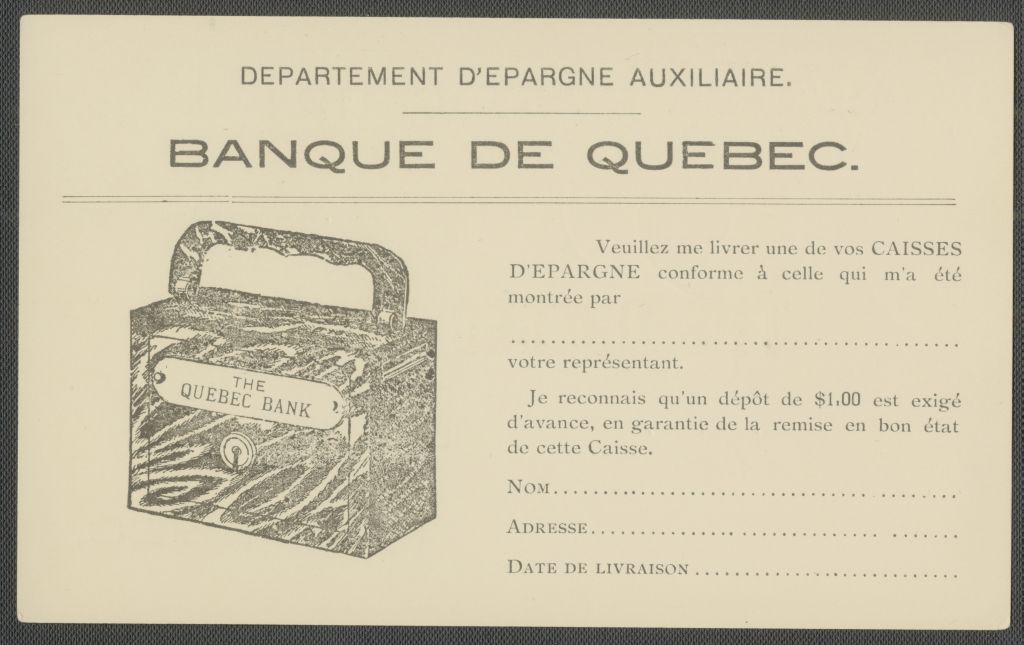 DEPARTEMENT D'EPARGNE AUXILIAIRE.
BANQUE DE QUEBEC.
THE
QUEBEC BANK
Veuillez me livrer une de vos CAISSES
D'EPARGNE conforme à celle qui m'a été
montrée par
............................................
votre représentant.
Je reconnais qu'un dépôt de $1.00 est exigé
d'avance, en garantie de la remise en bon état
de cette Caisse.
NOM........................................
ADRESSE....................................
DATE DE LIVRAISON..........................